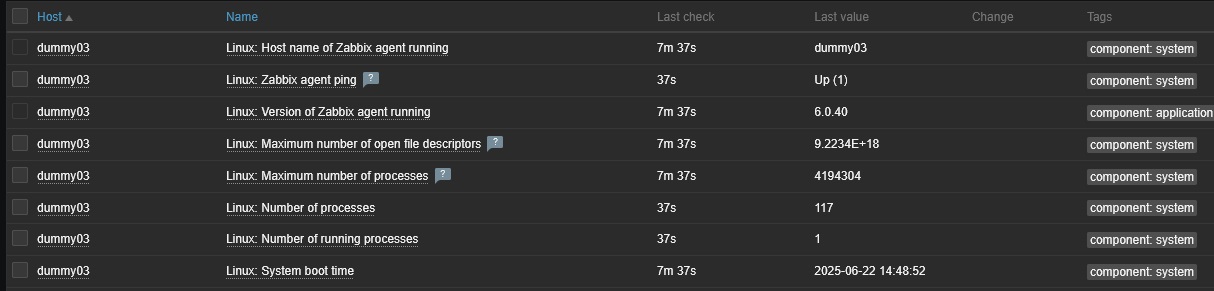 Host Name Last check Last value Change Tags
dummy03 Linux: Host name of Zabbix agent running 7m 37s dummy03 component: system
dummy03 Linux: Zabbix agent ping ? 37s Up (1) component: system
dummy03 Linux: Version of Zabbix agent running 7m 37s 6.0.40 component: application
dummy03 Linux: Maximum number of open file descriptors ? 7m 37s 9.2234E+18 component: system
dummy03 Linux: Maximum number of processes ? 7m 37s 4194304 component: system
dummy03 Linux: Number of processes 37s 117 component: system
dummy03 Linux: Number of running processes 37s 1 component: system
dummy03 Linux: System boot time 7m 37s 2025-06-22 14:48:52 component: system